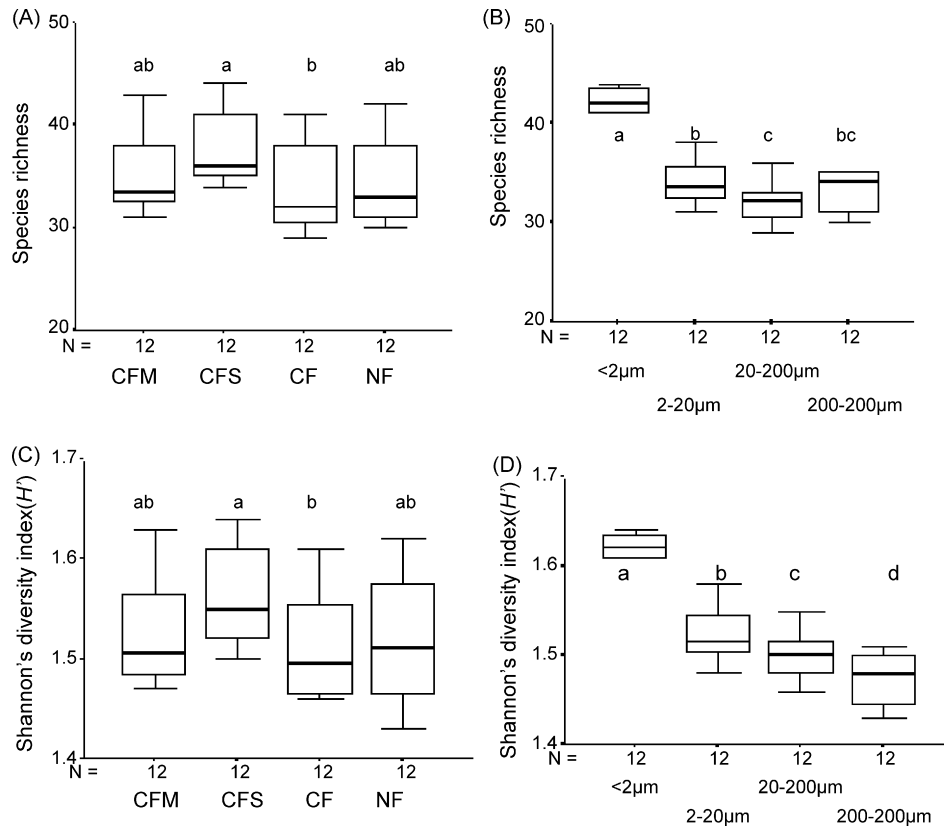 (A)
50
40
30
20
Species richness
ab
a
b
ab
N =
12
12
12
12
CFM
CFS
CF
NF
(B)
50
40
30
20
Species richness
a
b
c
bc
N =
12
12
12
12
<2μm
20-200μm
2-20μm
200-200μm
(C)
1.7
1.6
1.5
1.4
Shannon's diversity index(H')
ab
a
b
ab
N =
12
12
12
12
CFM
CFS
CF
NF
(D)
1.7
1.6
1.5
1.4
Shannon's diversity index(H')
a
b
c
d
N =
12
12
12
12
<2μm
20-200μm
2-20μm
200-200μm